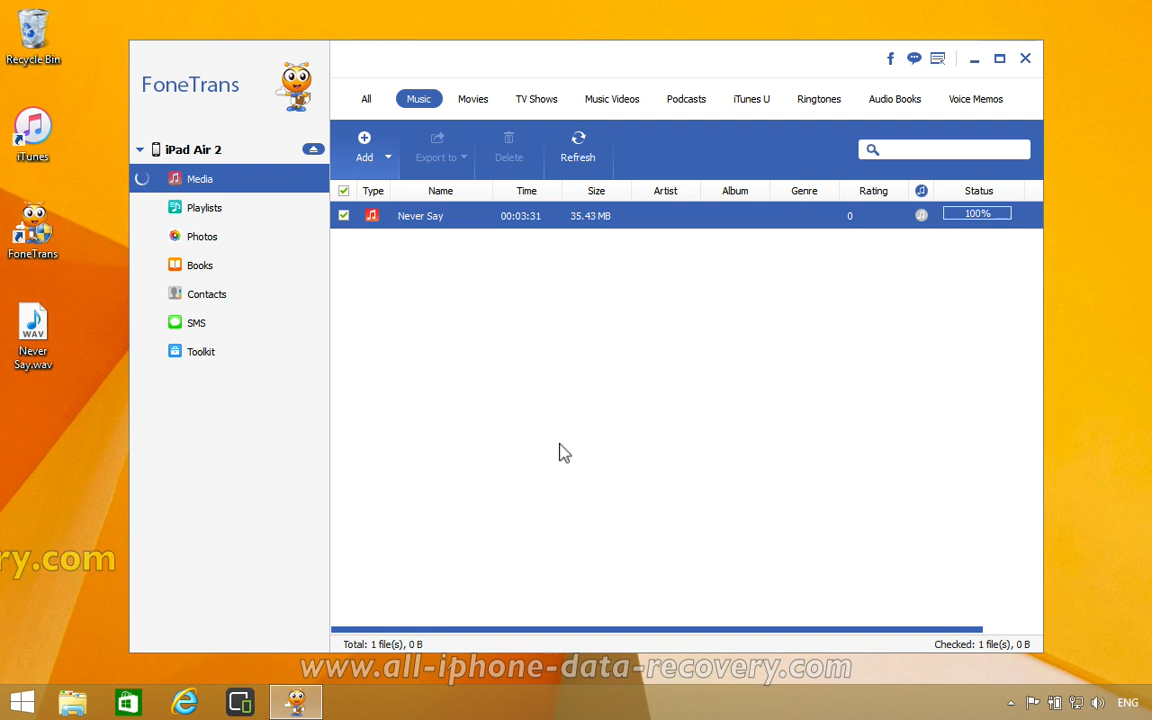 Recycle Bin
iTunes
FoneTrans
WAV
Never
Say.wav
ry.com
FoneTrans
iPad Air 2
Media
Playlists
Photos
Books
Contacts
SMS
Toolkit
All Music Movies TV Shows Music Videos Podcasts iTunes U Ringtones Audio Books Voice Memos
Add Export to Delete Refresh
Type Name Time Size Artist Album Genre Rating Status
Never Say 00:03:31 35.43 MB 0 100%
Total: 1 file(s), 0 B Checked: 1 file(s), 0 B
www.all-iphone-data-recovery.com
ENG